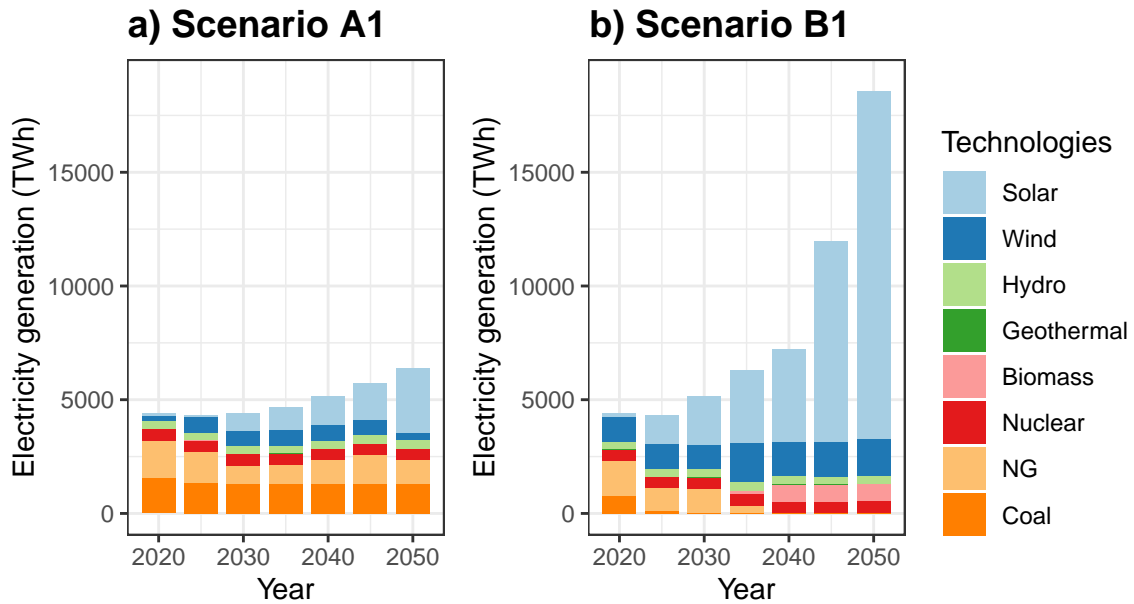 a) Scenario A1
b) Scenario B1
Electricity generation (TWh)
15000
10000
5000
0
2020
2030
2040
2050
Year
Electricity generation (TWh)
15000
10000
5000
0
2020
2030
2040
2050
Year
Technologies
Solar
Wind
Hydro
Geothermal
Biomass
Nuclear
NG
Coal